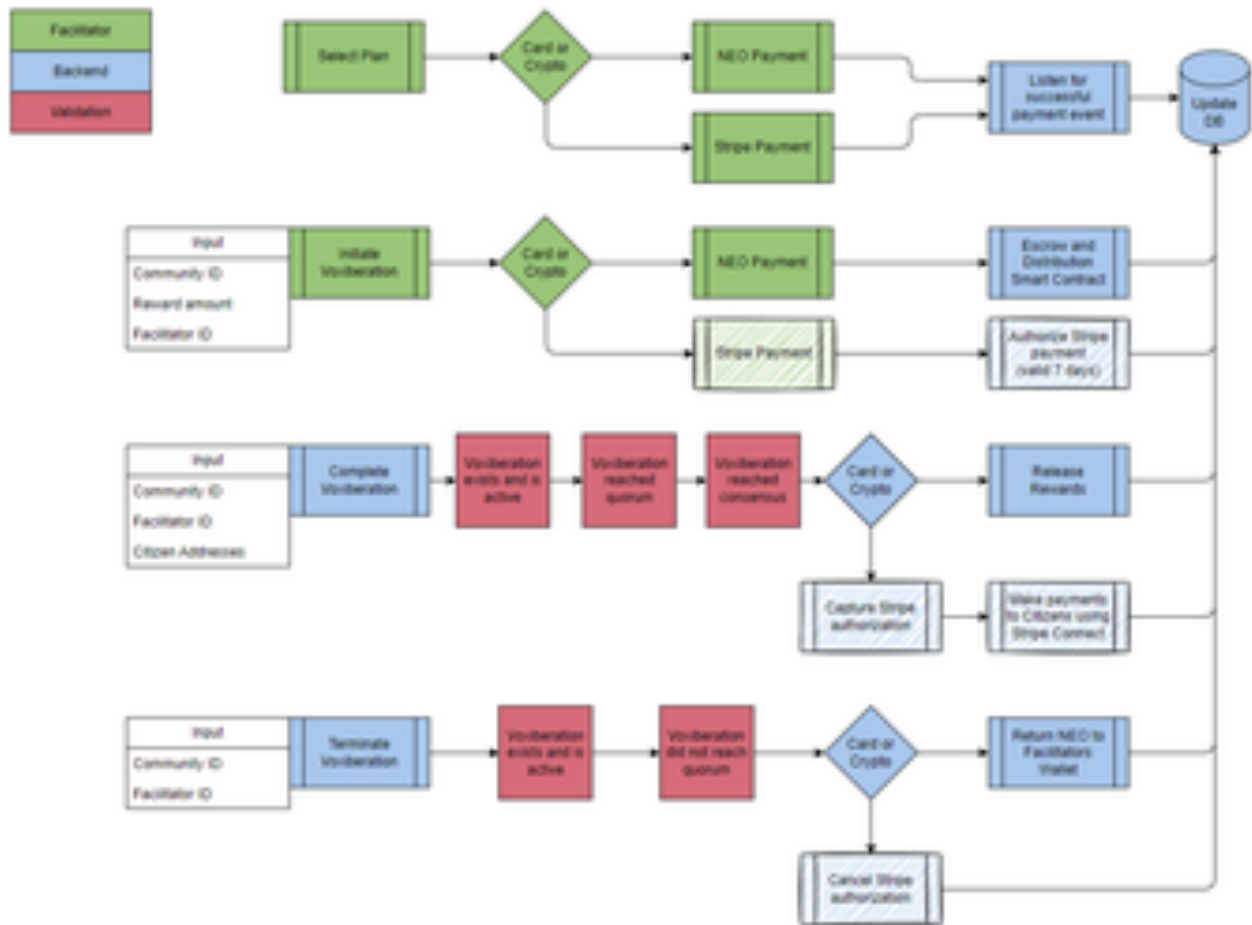 Facilitator
Backend
Validation
Select Plan
Card or
Crypto
NEO Payment
Stripe Payment
Listen for
successful
payment event
Update
DB
Input
Community ID
Reward amount
Facilitator ID
Initiate
Voxiberation
Card or
Crypto
NEO Payment
Escrow and
Distribution
Smart Contract
Stripe Payment
Authorize Stripe
payment
(valid 7 days)
Input
Community ID
Facilitator ID
Citizen Addresses
Complete
Voxiberation
Voxiberation
exists and is
active
Voxiberation
reached
quorum
Voxiberation
reached
consensus
Card or
Crypto
Release
Rewards
Capture Stripe
authorization
Make payments
to Citizens using
Stripe Connect
Input
Community ID
Facilitator ID
Terminate
Voxiberation
Voxiberation
exists and is
active
Voxiberation
did not reach
quorum
Card or
Crypto
Return NEO to
Facilitators
Wallet
Cancel Stripe
authorization